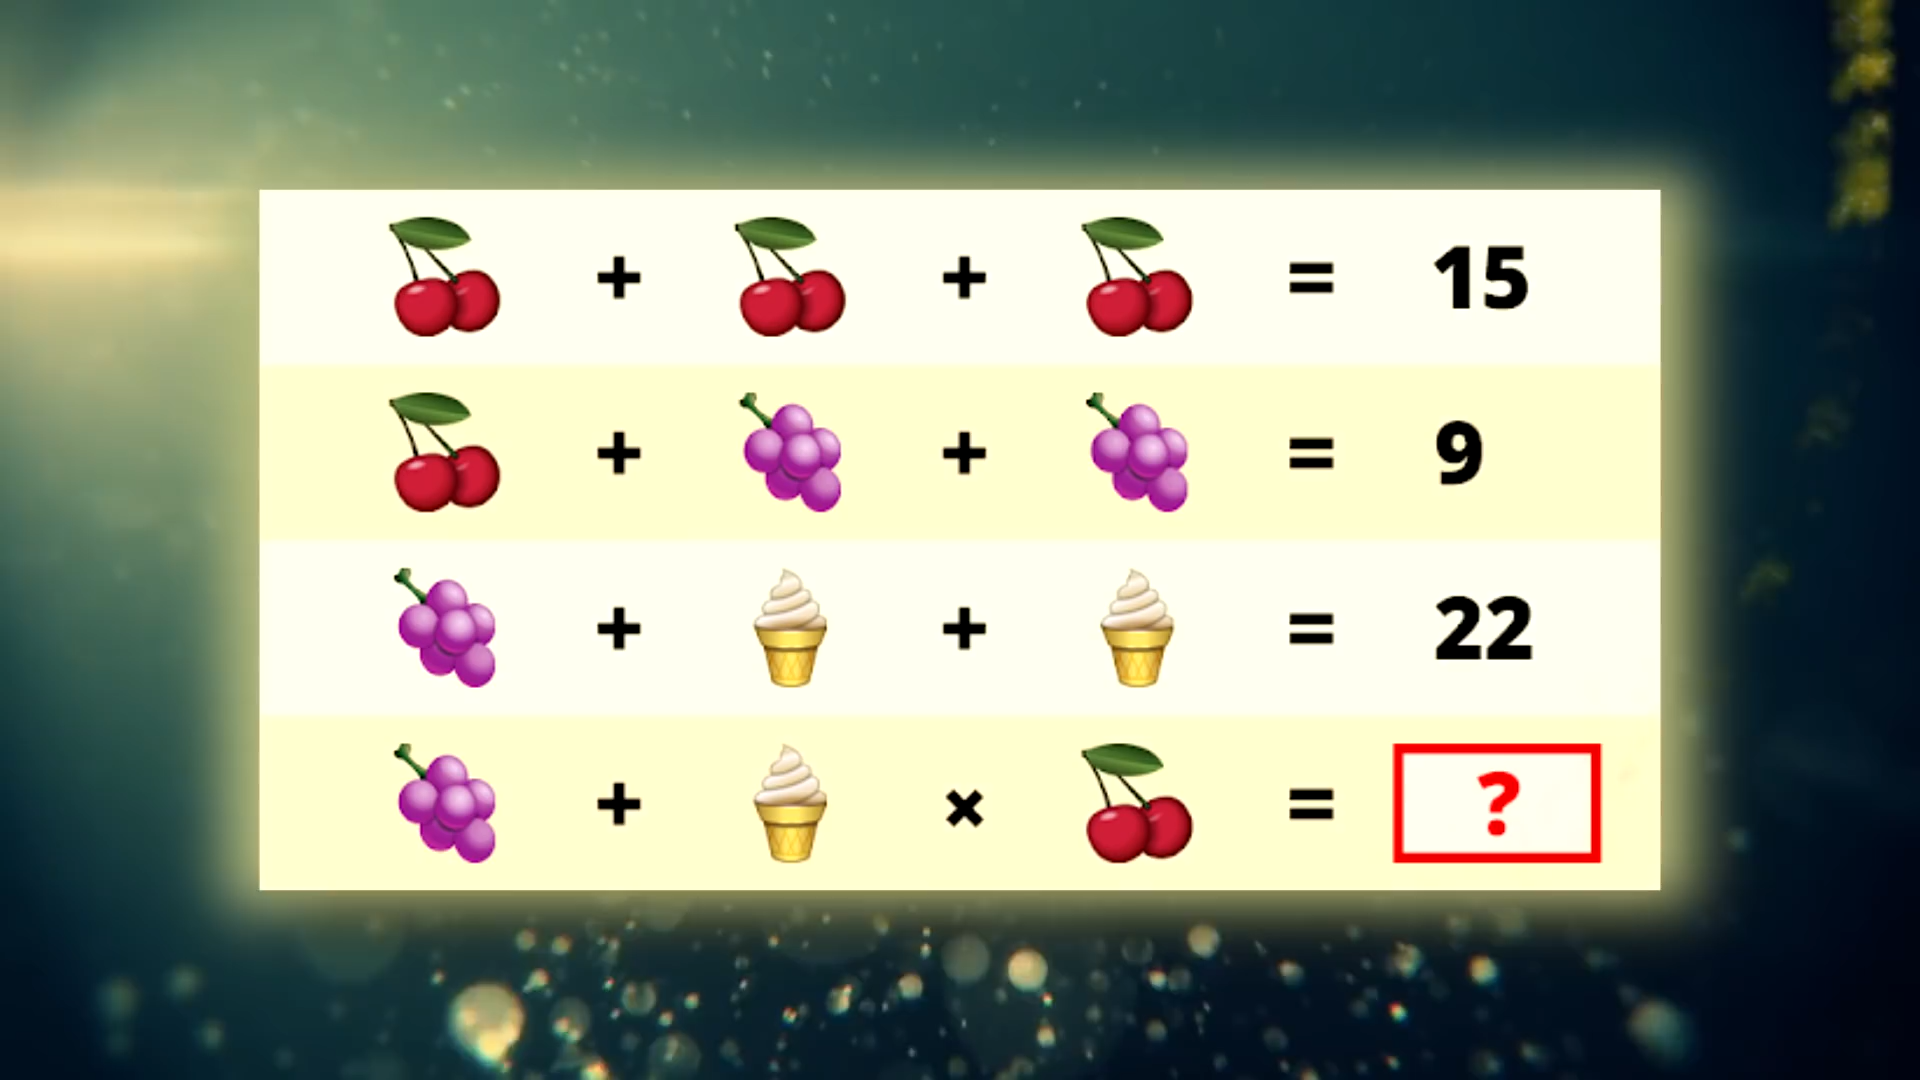 + + = 15
+ + = 9
+ + = 22
+ × = ?